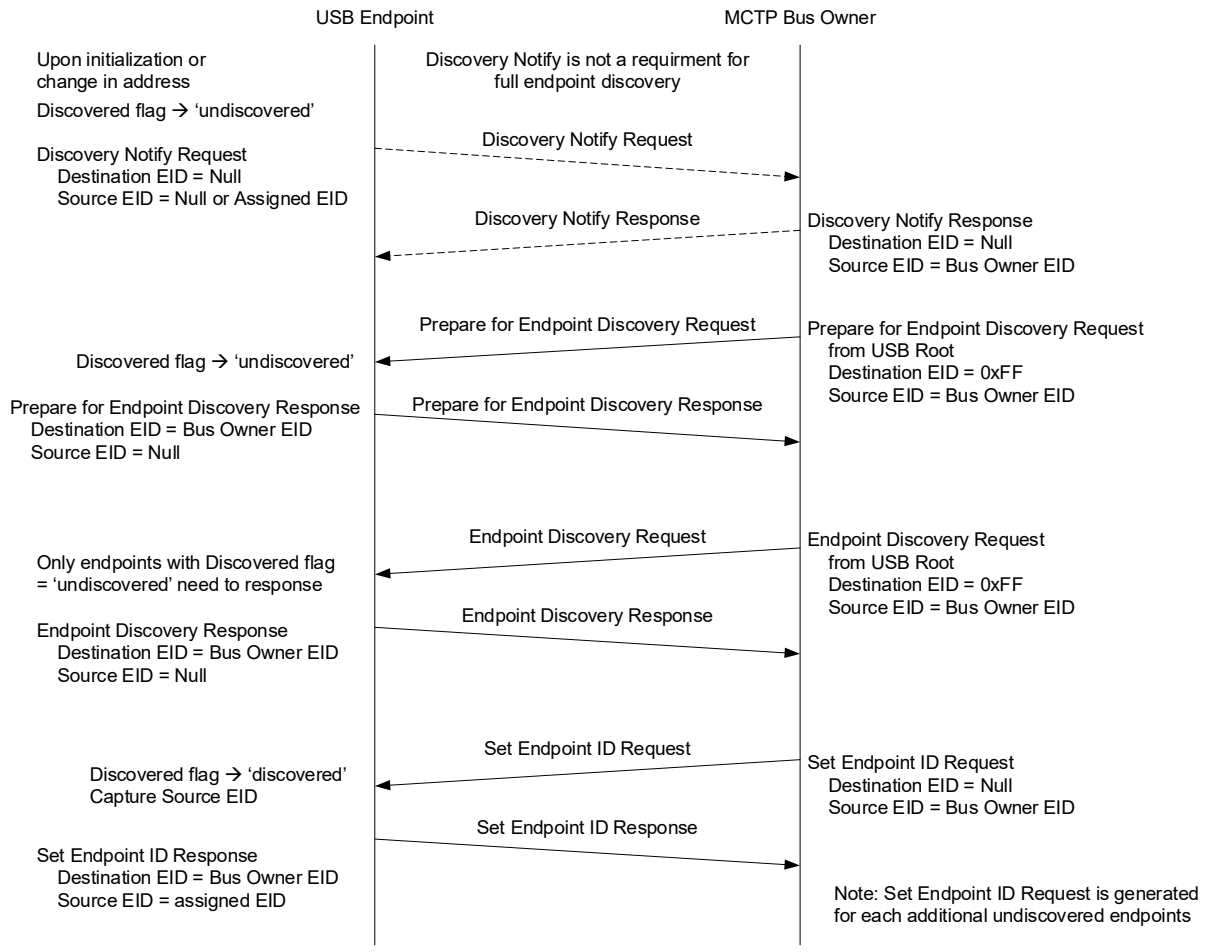 USB Endpoint
MCTP Bus Owner
Upon initialization or
change in address
Discovery Notify is not a requirment for
full endpoint discovery
Discovered flag → ‘undiscovered’
Discovery Notify Request
Discovery Notify Request
Destination EID = Null
Source EID = Null or Assigned EID
Discovery Notify Response
Discovery Notify Response
Destination EID = Null
Source EID = Bus Owner EID
Prepare for Endpoint Discovery Request
Prepare for Endpoint Discovery Request
from USB Root
Destination EID = 0xFF
Source EID = Bus Owner EID
Discovered flag → ‘undiscovered’
Prepare for Endpoint Discovery Response
Destination EID = Bus Owner EID
Source EID = Null
Prepare for Endpoint Discovery Response
Endpoint Discovery Request
Endpoint Discovery Request
from USB Root
Destination EID = 0xFF
Source EID = Bus Owner EID
Only endpoints with Discovered flag
= ‘undiscovered’ need to response
Endpoint Discovery Response
Endpoint Discovery Response
Destination EID = Bus Owner EID
Source EID = Null
Set Endpoint ID Request
Set Endpoint ID Request
Destination EID = Null
Source EID = Bus Owner EID
Discovered flag → ‘discovered’
Capture Source EID
Set Endpoint ID Response
Set Endpoint ID Response
Destination EID = Bus Owner EID
Source EID = assigned EID
Note: Set Endpoint ID Request is generated
for each additional undiscovered endpoints